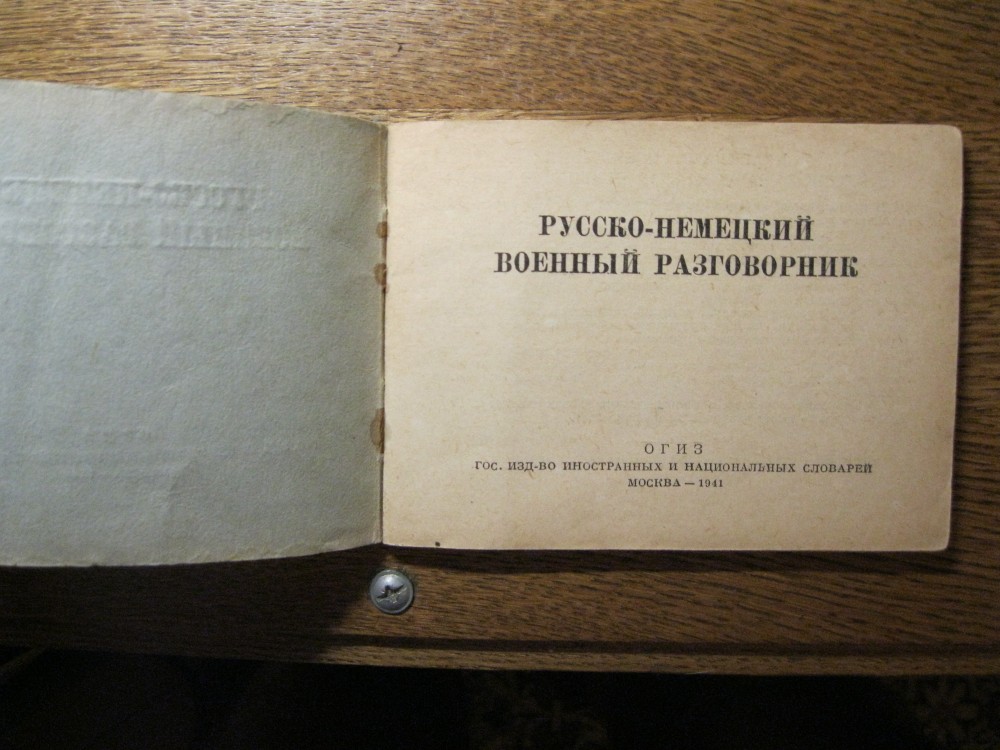 РУССКО-НЕМЕЦКИЙ
ВОЕННЫЙ РАЗГОВОРНИК
ОГИЗ
ГОС. ИЗД-ВО ИНОСТРАННЫХ И НАЦИОНАЛЬНЫХ СЛОВАРЕЙ
МОСКВА — 1941